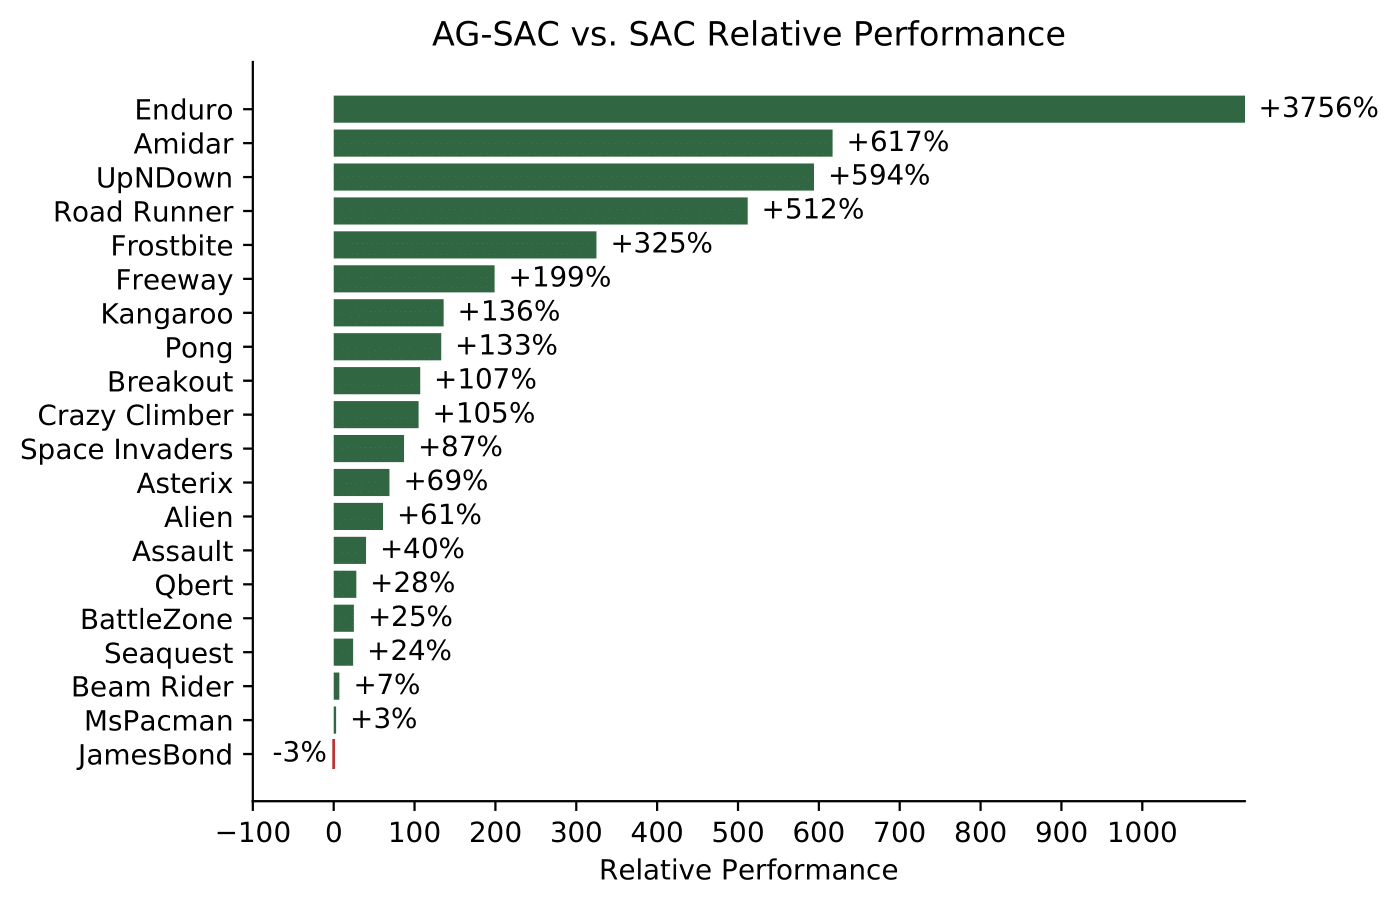 AG-SAC vs. SAC Relative Performance
Enduro +3756%
Amidar +617%
UpNDown +594%
Road Runner +512%
Frostbite +325%
Freeway +199%
Kangaroo +136%
Pong +133%
Breakout +107%
Crazy Climber +105%
Space Invaders +87%
Asterix +69%
Alien +61%
Assault +40%
Qbert +28%
BattleZone +25%
Seaquest +24%
Beam Rider +7%
MsPacman +3%
JamesBond -3%
−100 0 100 200 300 400 500 600 700 800 900 1000
Relative Performance